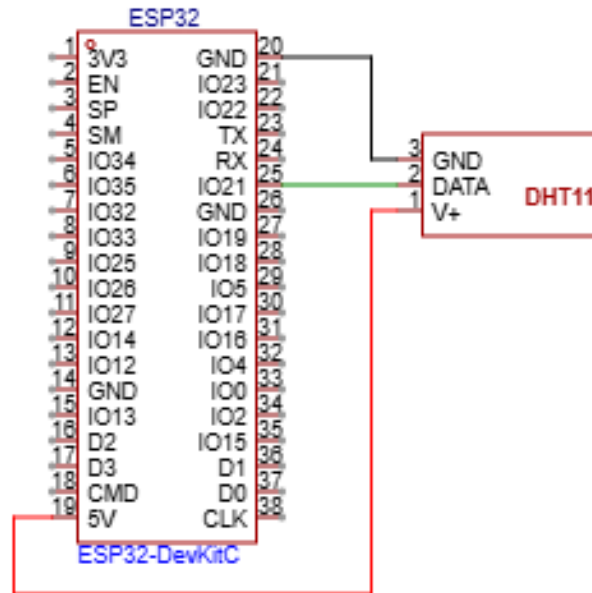 ESP32
1 3V3 GND 20
2 EN IO23 21
3 SP IO22 22
4 SM TX 23
5 IO34 RX 24
6 IO35 IO21 25
7 IO32 GND 26
8 IO33 IO19 27
9 IO25 IO18 28
10 IO26 IO5 29
11 IO27 IO17 30
12 IO14 IO16 31
13 IO12 IO4 32
14 GND IO0 33
15 IO13 IO2 34
16 D2 IO15 35
17 D3 D1 36
18 CMD D0 37
19 5V CLK 38
ESP32-DevKitC
3 GND
2 DATA
1 V+
DHT11